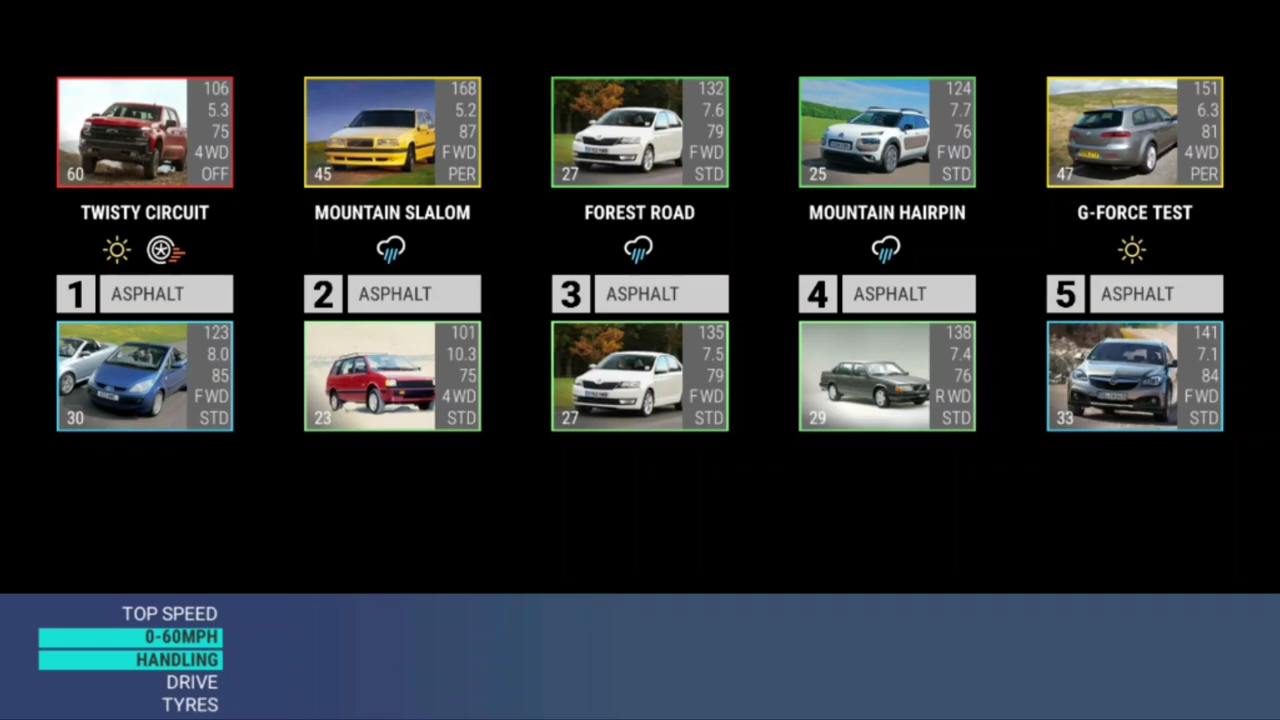 106
5.3
75
4WD
60 OFF
168
5.2
87
FWD
45 PER
132
7.6
79
FWD
27 STD
124
7.7
76
FWD
25 STD
151
6.3
81
4WD
47 PER
TWISTY CIRCUIT
MOUNTAIN SLALOM
FOREST ROAD
MOUNTAIN HAIRPIN
G-FORCE TEST
1 ASPHALT
2 ASPHALT
3 ASPHALT
4 ASPHALT
5 ASPHALT
123
8.0
85
FWD
30 STD
101
10.3
75
4WD
23 STD
135
7.5
79
FWD
27 STD
138
7.4
76
RWD
29 STD
141
7.1
84
FWD
33 STD
TOP SPEED
0-60MPH
HANDLING
DRIVE
TYRES